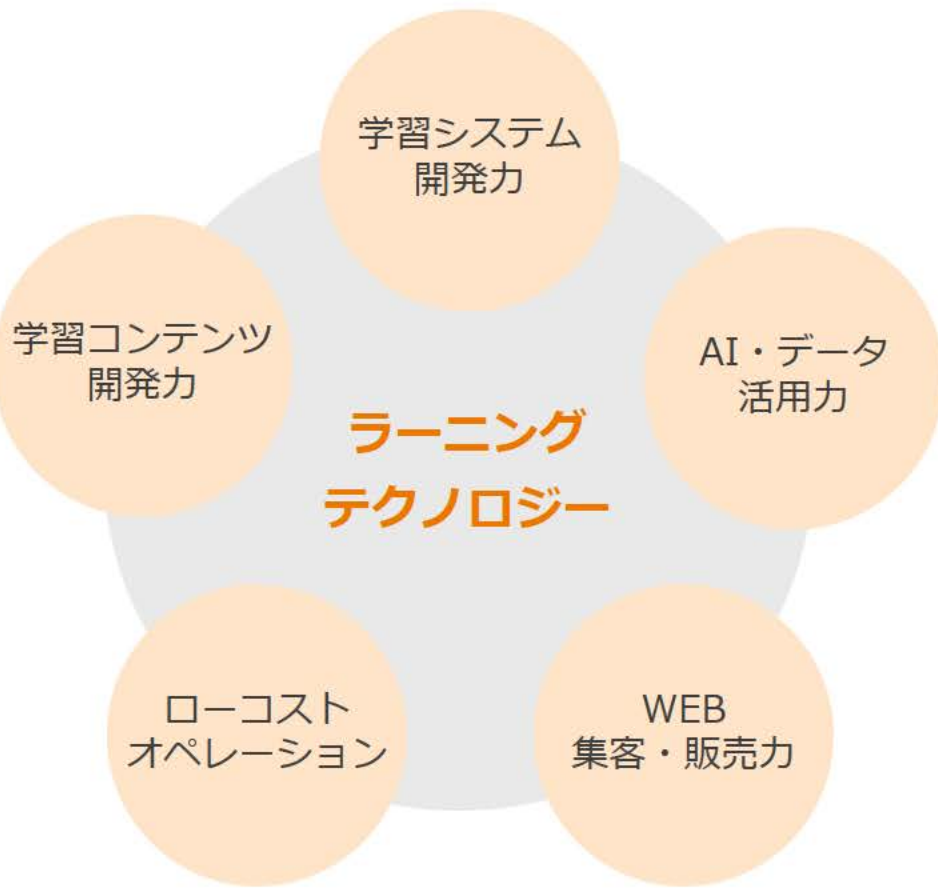 学習システム
開発力
学習コンテンツ
開発力
AI・データ
活用力
ラーニング
テクノロジー
ローコスト
オペレーション
WEB
集客・販売力